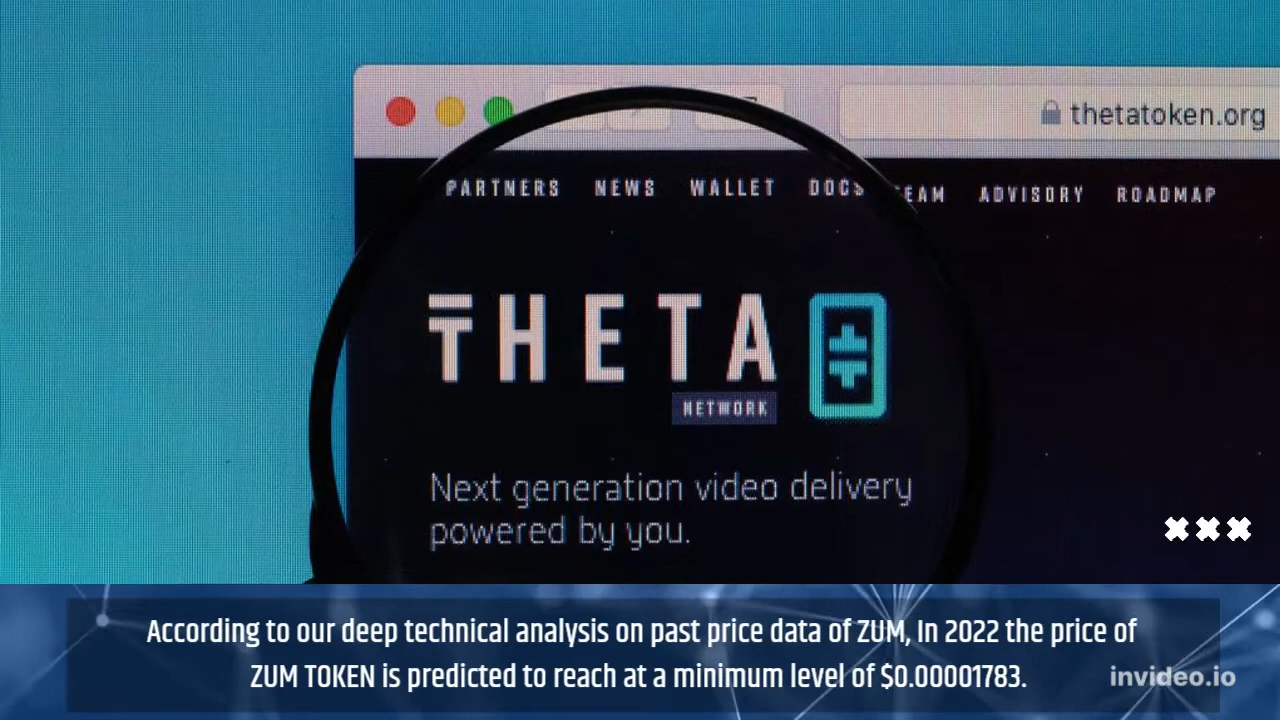 thetatoken.org
PARTNERS NEWS WALLET DOCS TEAM ADVISORY ROADMAP
THETA
NETWORK
Next generation video delivery
powered by you.
According to our deep technical analysis on past price data of ZUM, In 2022 the price of
ZUM TOKEN is predicted to reach at a minimum level of $0.00001783.
invideo.io